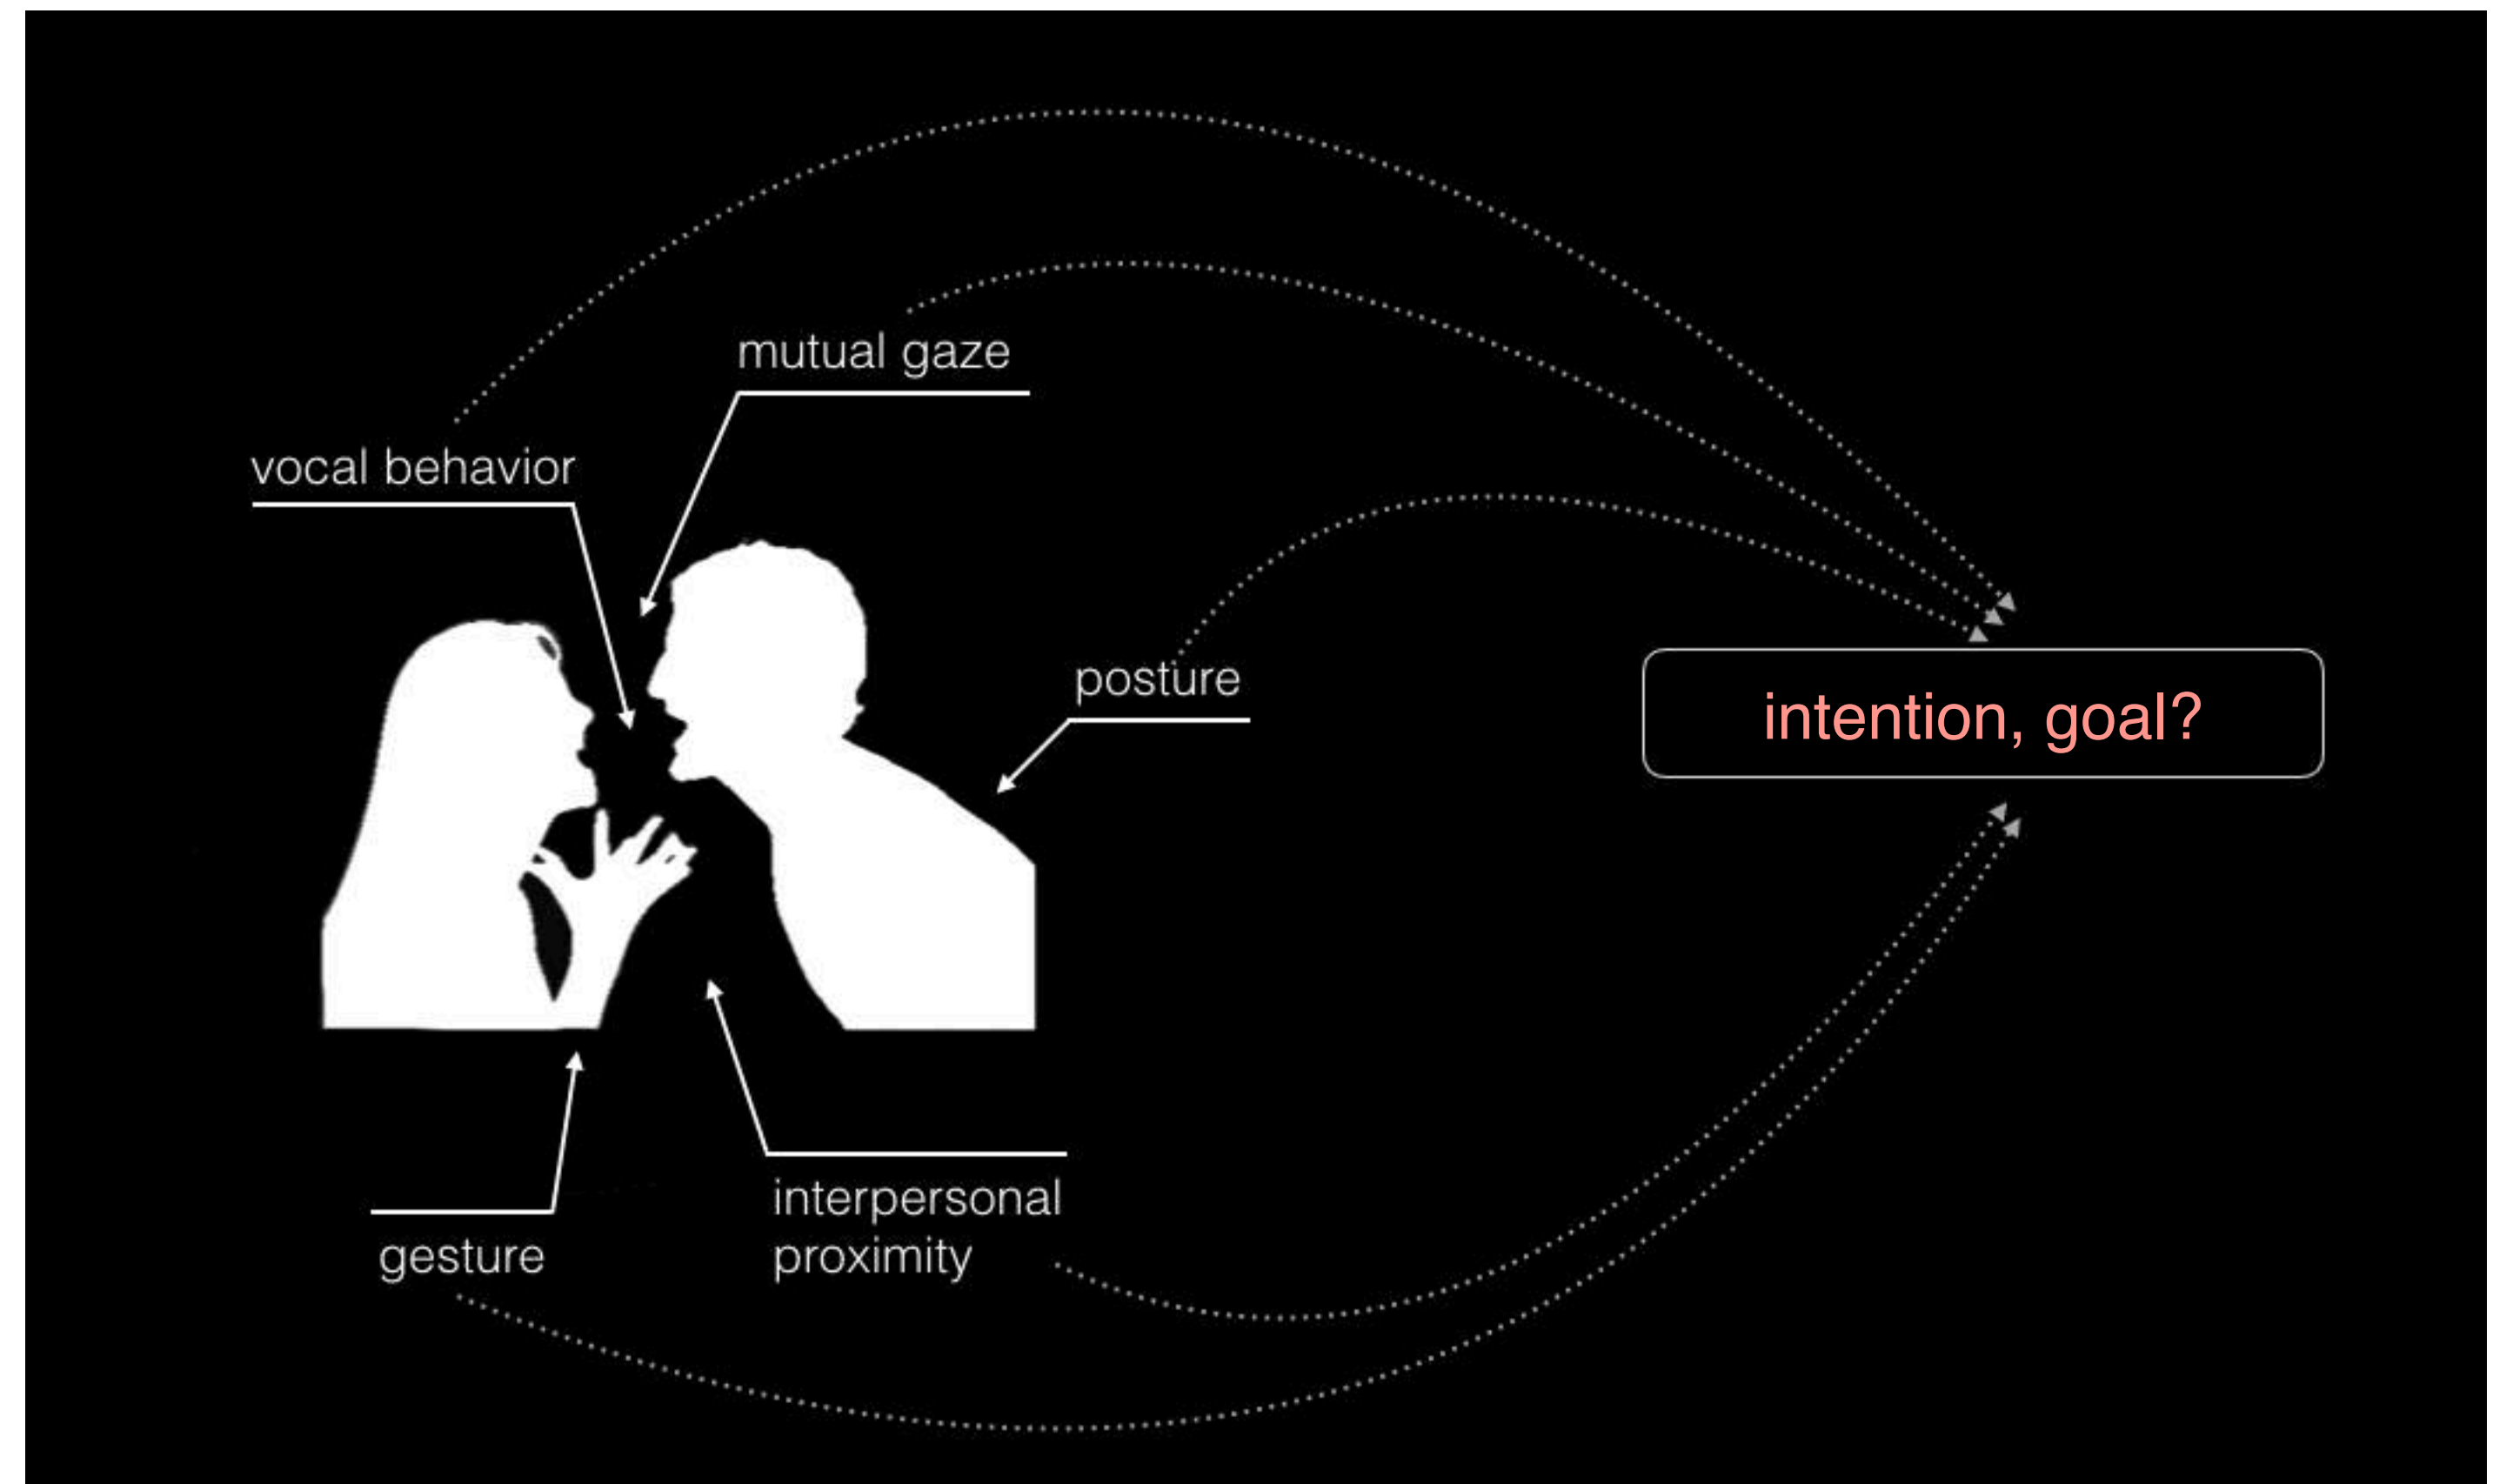 mutual gaze
vocal behavior
posture
intention, goal?
interpersonal
proximity
gesture